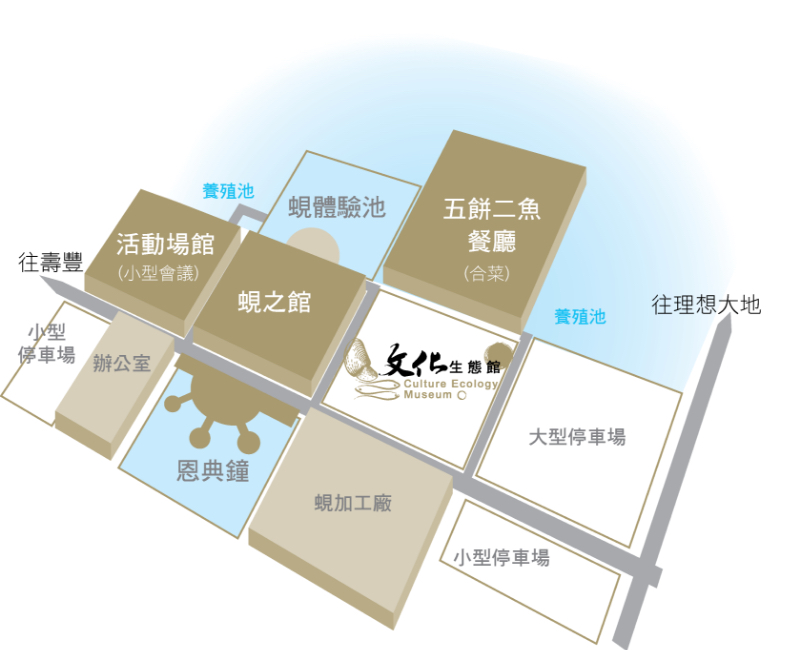 養殖池
蜆體驗池
五餅二魚
餐廳
(合菜)
活動場館
(小型會議)
往壽豐
蜆之館
往理想大地
養殖池
小型
停車場
辦公室
文化生態館
Culture Ecology
Museum
大型停車場
恩典鐘
蜆加工廠
小型停車場